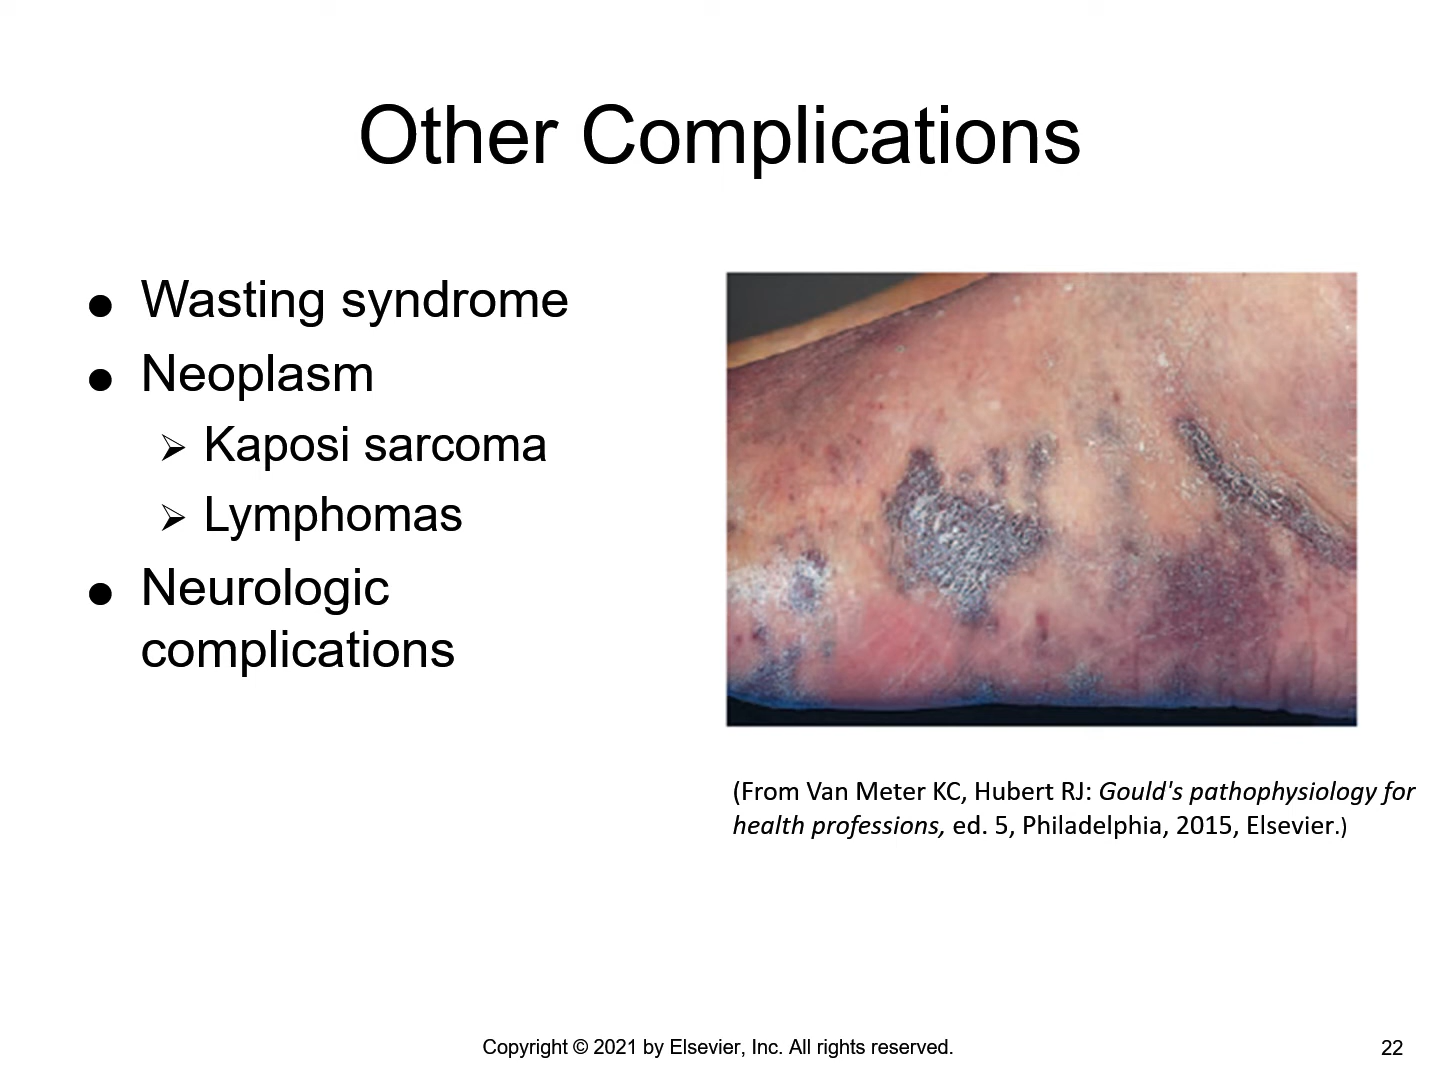 Other Complications
Wasting syndrome
Neoplasm
Kaposi sarcoma
Lymphomas
Neurologic
complications
(From Van Meter KC, Hubert RJ: Gould's pathophysiology for
health professions, ed. 5, Philadelphia, 2015, Elsevier.)
Copyright © 2021 by Elsevier, Inc. All rights reserved.
22